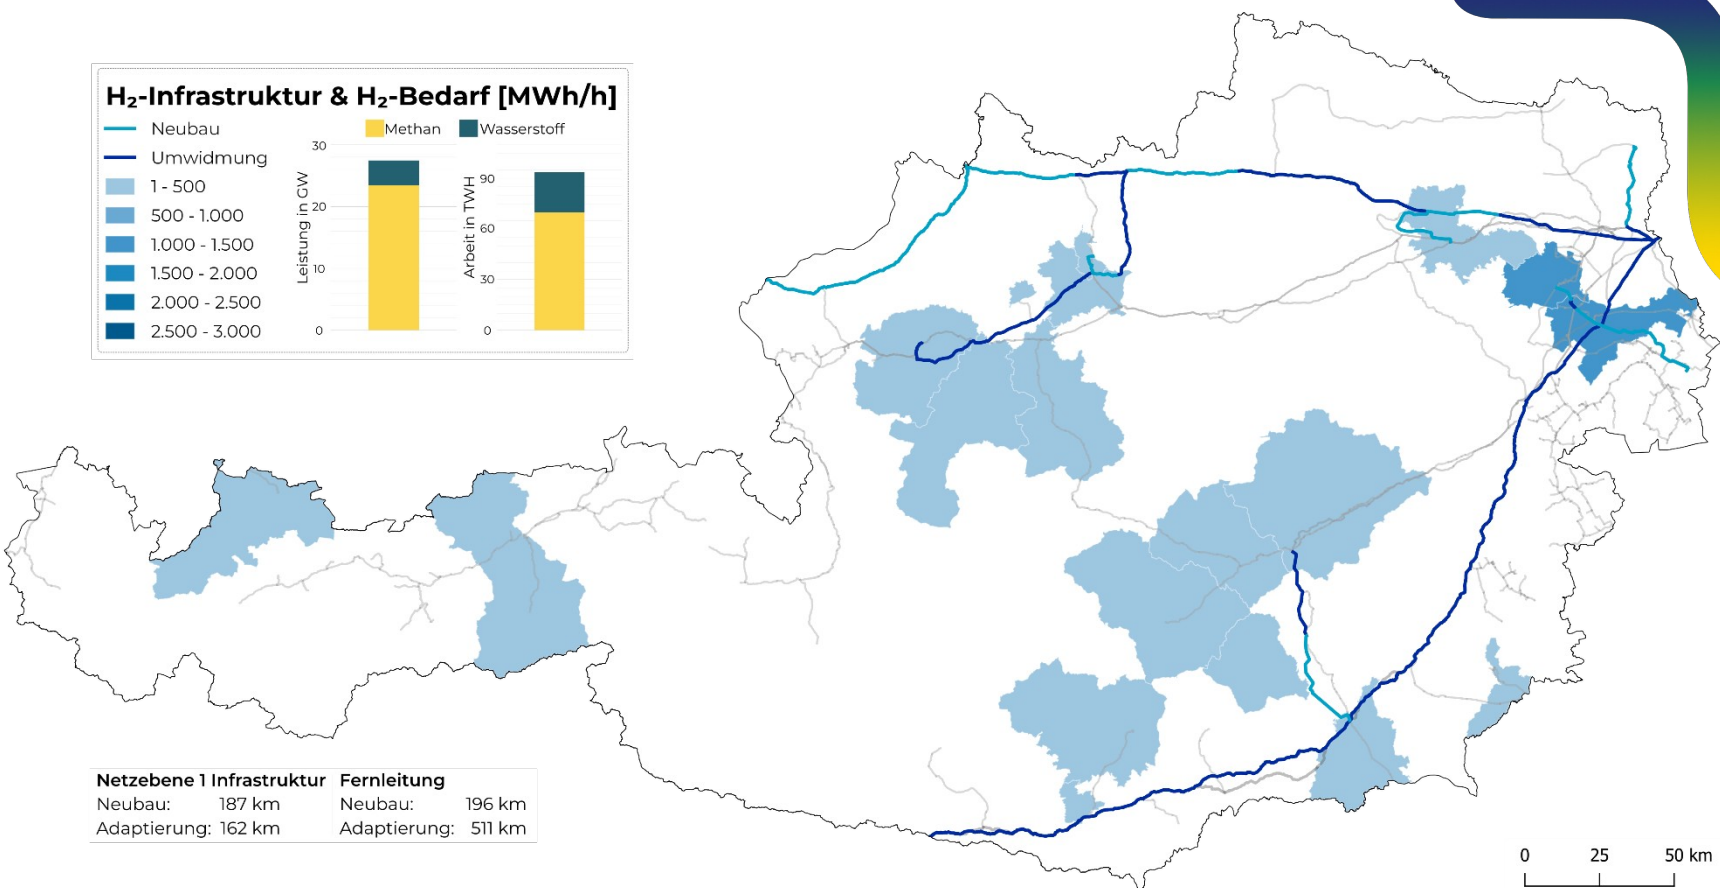 H₂-Infrastruktur & H₂-Bedarf [MWh/h]
Neubau
Umwidmung
1 - 500
500 - 1.000
1.000 - 1.500
1.500 - 2.000
2.000 - 2.500
2.500 - 3.000
Methan
Wasserstoff
Leistung in GW
30
20
10
0
Arbeit in TWH
90
60
30
0
Netzebene 1 Infrastruktur Fernleitung
Neubau: 187 km Neubau: 196 km
Adaptierung: 162 km Adaptierung: 511 km
0 25 50 km